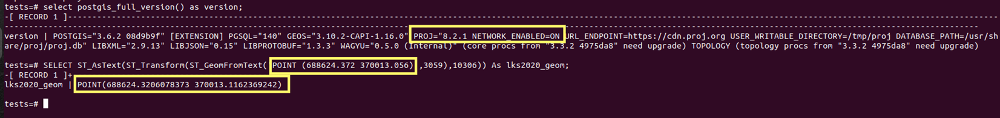 tests=# select postgis_full_version() as version;
-[ RECORD 1 ]-----------------------------------------------------------------------------------------------------------------------------------------------
version | POSTGIS="3.6.2 08d9b9f" [EXTENSION] PGSQL="140" GEOS="3.10.2-CAPI-1.16.0" PROJ="8.2.1 NETWORK_ENABLED=ON URL_ENDPOINT=https://cdn.proj.org USER_WRITABLE_DIRECTORY=/tmp/proj DATABASE_PATH=/usr/sh
are/proj/proj.db" LIBXML="2.9.13" LIBJSON="0.15" LIBPROTOBUF="1.3.3" WAGYU="0.5.0 (Internal)" (core procs from "3.3.2 4975da8" need upgrade) TOPOLOGY (topology procs from "3.3.2 4975da8" need upgrade)
tests=# SELECT ST_AsText(ST_Transform(ST_GeomFromText( POINT (688624.372 370013.056) ,3059),10306)) As lks2020_geom;
-[ RECORD 1 ]+
lks2020_geom | POINT(688624.3206078373 370013.1162369242)
tests=#